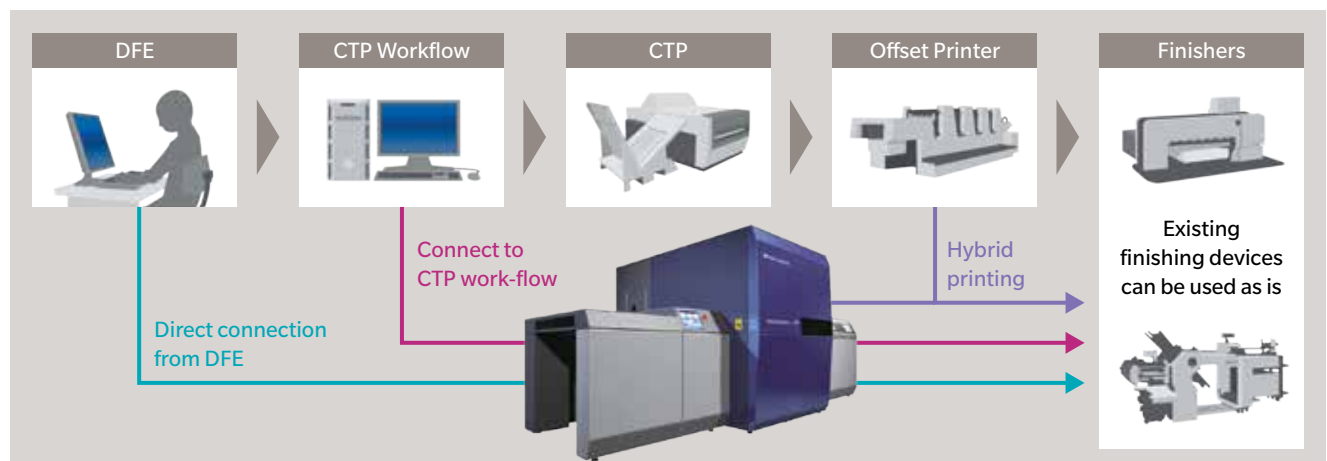 DFE
CTP Workflow
CTP
Offset Printer
Finishers
Connect to
CTP work-flow
Hybrid
printing
Existing
finishing devices
can be used as is
Direct connection
from DFE